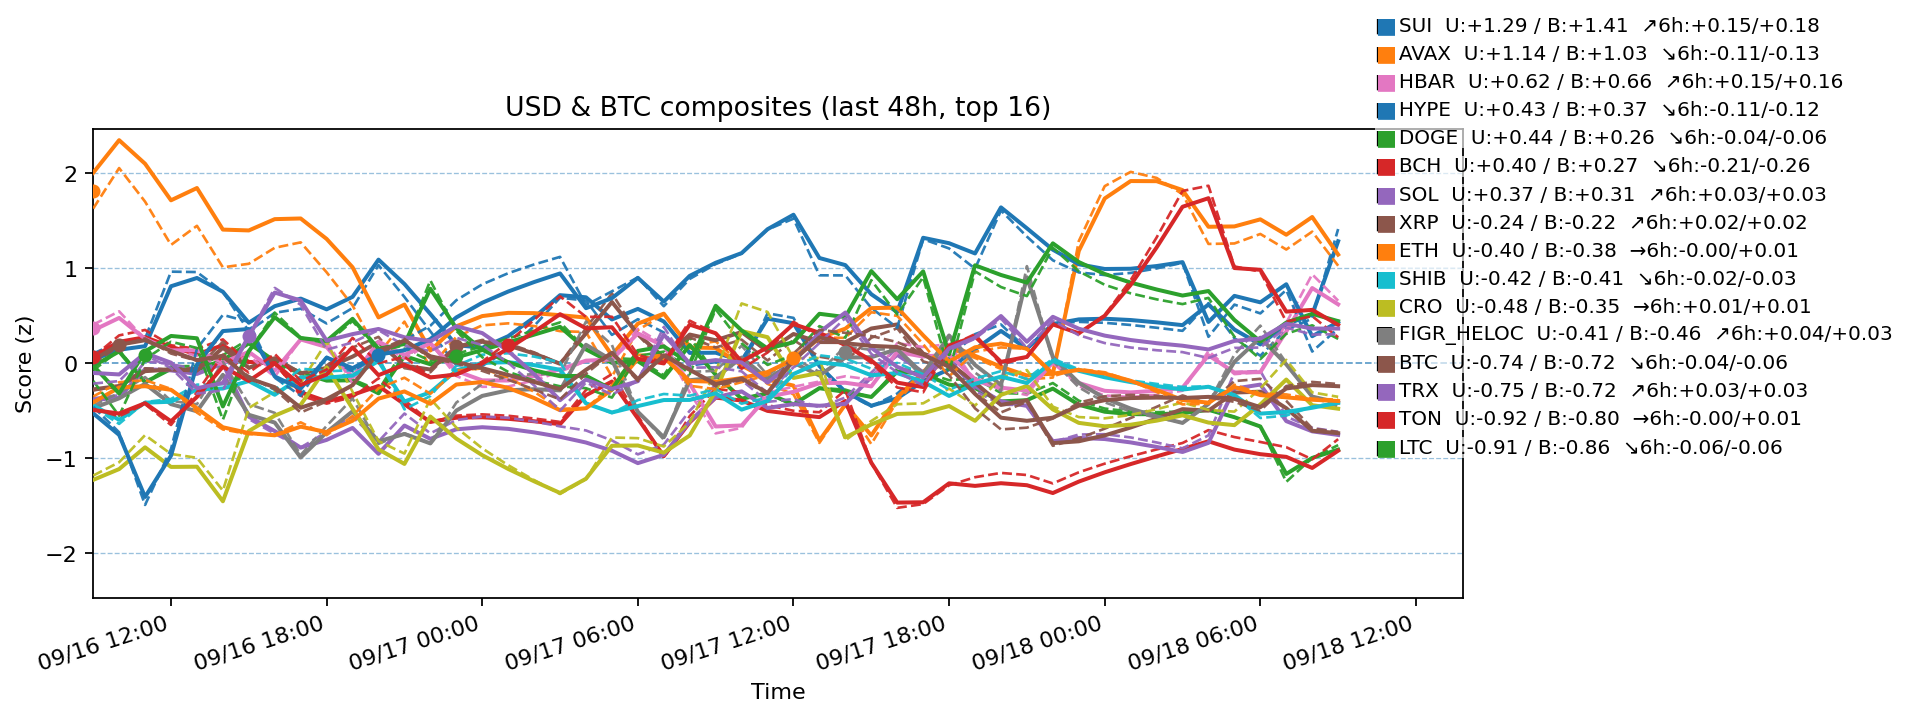 SUI  U:+1.29 / B:+1.41  ↗6h:+0.15/+0.18
AVAX  U:+1.14 / B:+1.03  ↘6h:-0.11/-0.13
HBAR  U:+0.62 / B:+0.66  ↗6h:+0.15/+0.16
HYPE  U:+0.43 / B:+0.37  ↘6h:-0.11/-0.12
DOGE  U:+0.44 / B:+0.26  ↘6h:-0.04/-0.06
BCH  U:+0.40 / B:+0.27  ↘6h:-0.21/-0.26
SOL  U:+0.37 / B:+0.31  ↗6h:+0.03/+0.03
XRP  U:-0.24 / B:-0.22  ↗6h:+0.02/+0.02
ETH  U:-0.40 / B:-0.38  →6h:-0.00/+0.01
SHIB  U:-0.42 / B:-0.41  ↘6h:-0.02/-0.03
CRO  U:-0.48 / B:-0.35  →6h:+0.01/+0.01
FIGR_HELOC  U:-0.41 / B:-0.46  ↗6h:+0.04/+0.03
BTC  U:-0.74 / B:-0.72  ↘6h:-0.04/-0.06
TRX  U:-0.75 / B:-0.72  ↗6h:+0.03/+0.03
TON  U:-0.92 / B:-0.80  →6h:-0.00/+0.01
LTC  U:-0.91 / B:-0.86  ↘6h:-0.06/-0.06
USD & BTC composites (last 48h, top 16)
Score (z)
2
1
0
−1
−2
09/16 12:00
09/16 18:00
09/17 00:00
09/17 06:00
09/17 12:00
09/17 18:00
09/18 00:00
09/18 06:00
09/18 12:00
Time